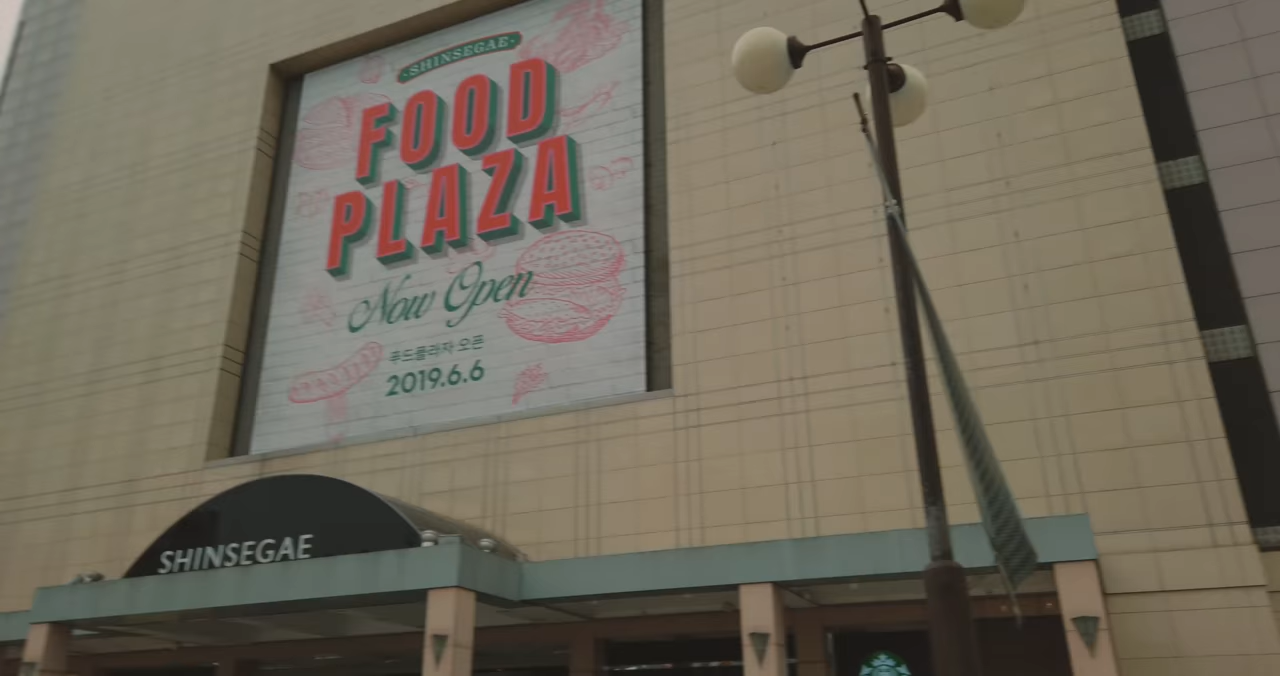 ·SHINSEGAE·
FOOD
PLAZA
Now Open
푸드플라자 오픈
2019.6.6
SHINSEGAE